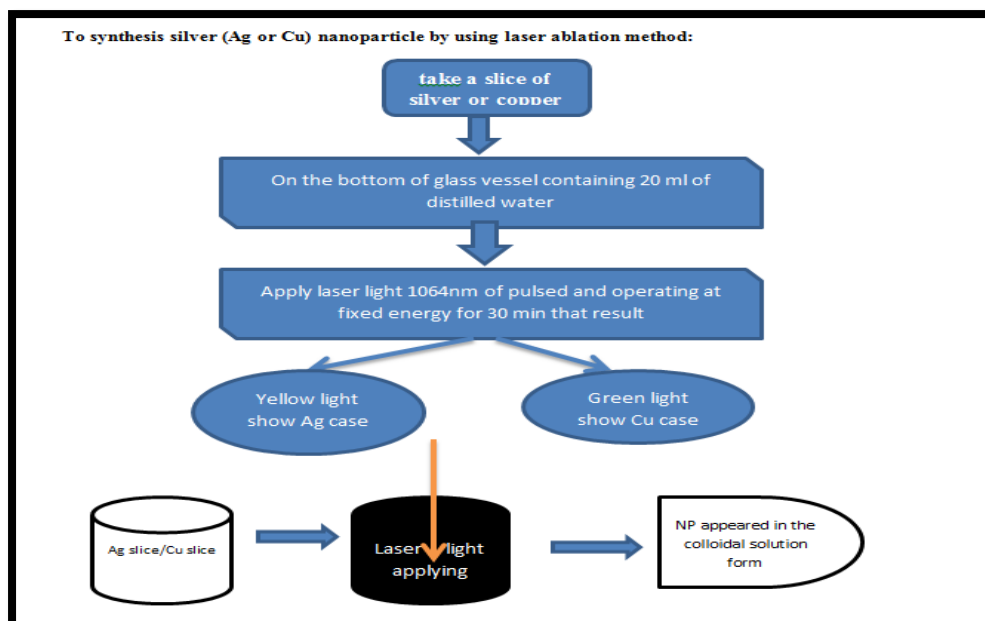 To synthesis silver (Ag or Cu) nanoparticle by using laser ablation method:
take a slice of
silver or copper
On the bottom of glass vessel containing 20 ml of
distilled water
Apply laser light 1064nm of pulsed and operating at
fixed energy for 30 min that result
Yellow light
show Ag case
Green light
show Cu case
Ag slice/Cu slice
Laser light
applying
NP appeared in the
colloidal solution
form